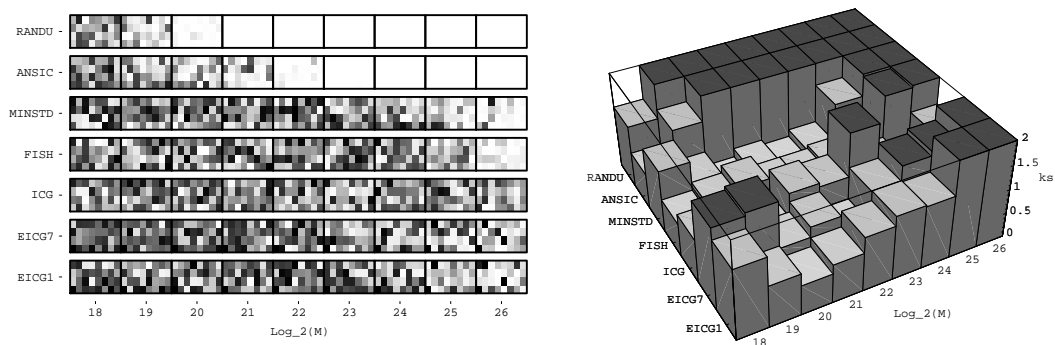 RANDU
ANSIC
MINSTD
FISH
ICG
EICG7
EICG1
18 19 20 21 22 23 24 25 26
Log_2(M)
2
1.5
ks
1
0.5
0
RANDU
ANSIC
MINSTD
FISH
ICG
EICG7
EICG1
18 19 20 21 22 23 24 25 26
Log_2(M)